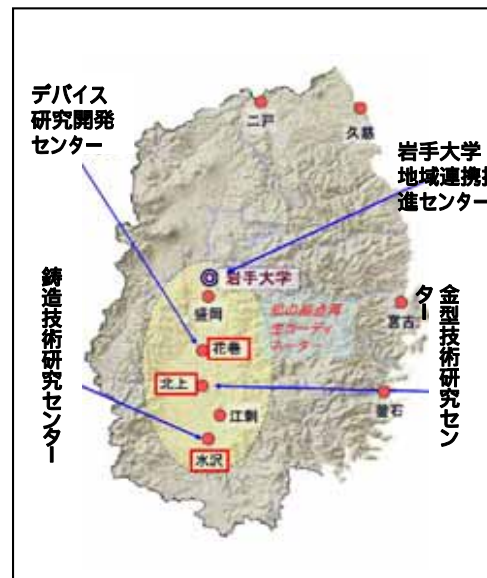 デバイス
研究開発
センター
二戸
久慈
岩手大学
地域連携推
進センター
岩手大学
盛岡
宮古
花巻
北上
江刺
水沢
釜石
鋳造技術研究センター
金型技術研究セン
ター